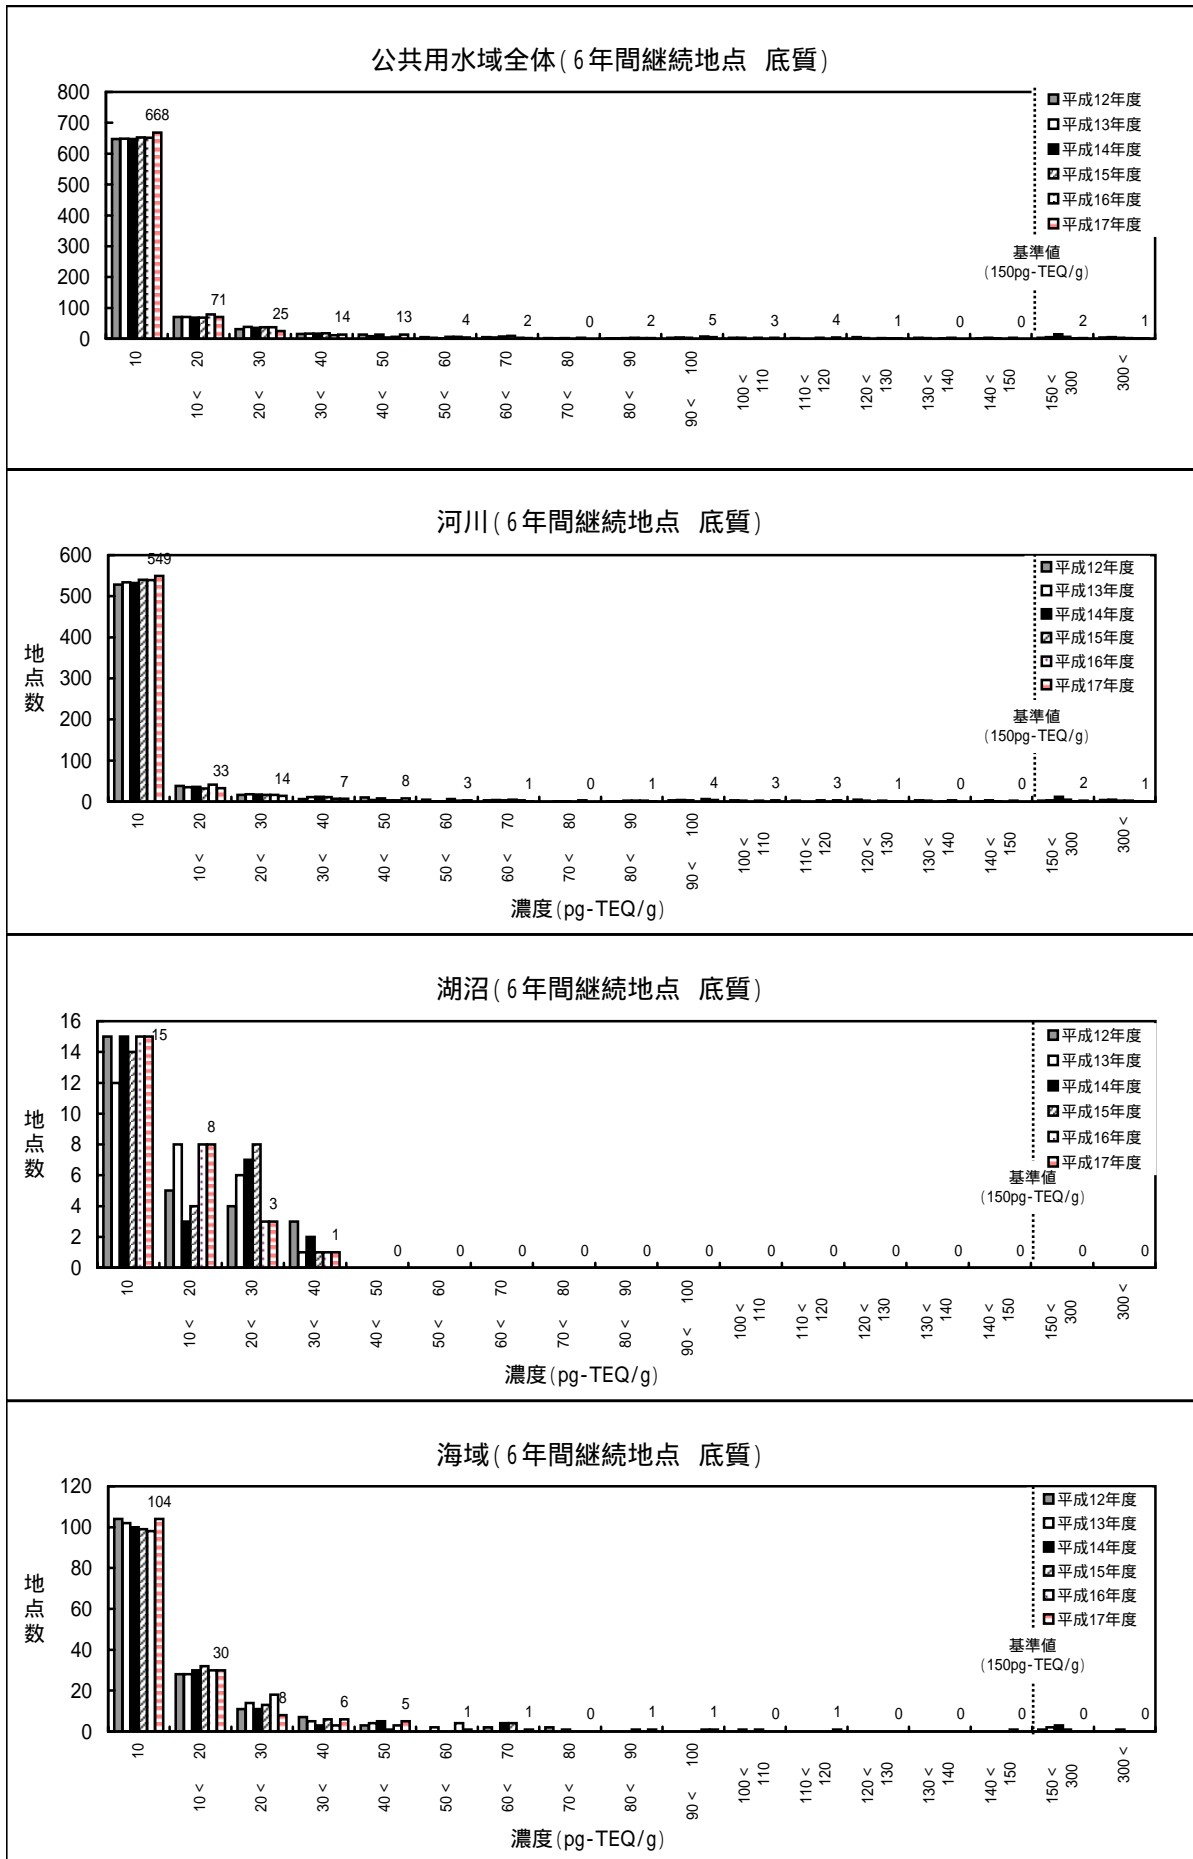 公共用水域全体(6年間継続地点 底質)
800
700
600
500
400
300
200
100
0
668
71
25
14
13
4
2
0
2
5
3
4
1
0
0
2
1
平成12年度
平成13年度
平成14年度
平成15年度
平成16年度
平成17年度
基準値
(150pg-TEQ/g)
10
10 < 20
20 < 30
30 < 40
40 < 50
50 < 60
60 < 70
70 < 80
80 < 90
90 < 100
100 < 110
110 < 120
120 < 130
130 < 140
140 < 150
150 < 300
300 <
河川(6年間継続地点 底質)
地点数
600
500
400
300
200
100
0
549
33
14
7
8
3
1
0
1
4
3
3
1
0
0
2
1
平成12年度
平成13年度
平成14年度
平成15年度
平成16年度
平成17年度
基準値
(150pg-TEQ/g)
10
10 < 20
20 < 30
30 < 40
40 < 50
50 < 60
60 < 70
70 < 80
80 < 90
90 < 100
100 < 110
110 < 120
120 < 130
130 < 140
140 < 150
150 < 300
300 <
濃度(pg-TEQ/g)
湖沼(6年間継続地点 底質)
地点数
16
14
12
10
8
6
4
2
0
15
8
3
1
0
0
0
0
0
0
0
0
0
0
0
0
0
平成12年度
平成13年度
平成14年度
平成15年度
平成16年度
平成17年度
基準値
(150pg-TEQ/g)
10
10 < 20
20 < 30
30 < 40
40 < 50
50 < 60
60 < 70
70 < 80
80 < 90
90 < 100
100 < 110
110 < 120
120 < 130
130 < 140
140 < 150
150 < 300
300 <
濃度(pg-TEQ/g)
海域(6年間継続地点 底質)
地点数
120
100
80
60
40
20
0
104
30
8
6
5
1
1
0
1
1
0
1
0
0
0
0
0
平成12年度
平成13年度
平成14年度
平成15年度
平成16年度
平成17年度
基準値
(150pg-TEQ/g)
10
10 < 20
20 < 30
30 < 40
40 < 50
50 < 60
60 < 70
70 < 80
80 < 90
90 < 100
100 < 110
110 < 120
120 < 130
130 < 140
140 < 150
150 < 300
300 <
濃度(pg-TEQ/g)